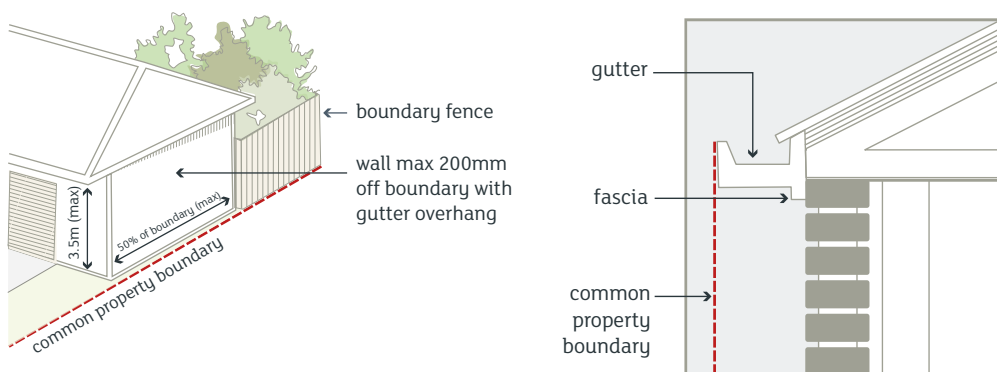 boundary fence
wall max 200mm
off boundary with
gutter overhang
3.5m (max)
50% of boundary (max)
common property boundary
gutter
fascia
common
property
boundary